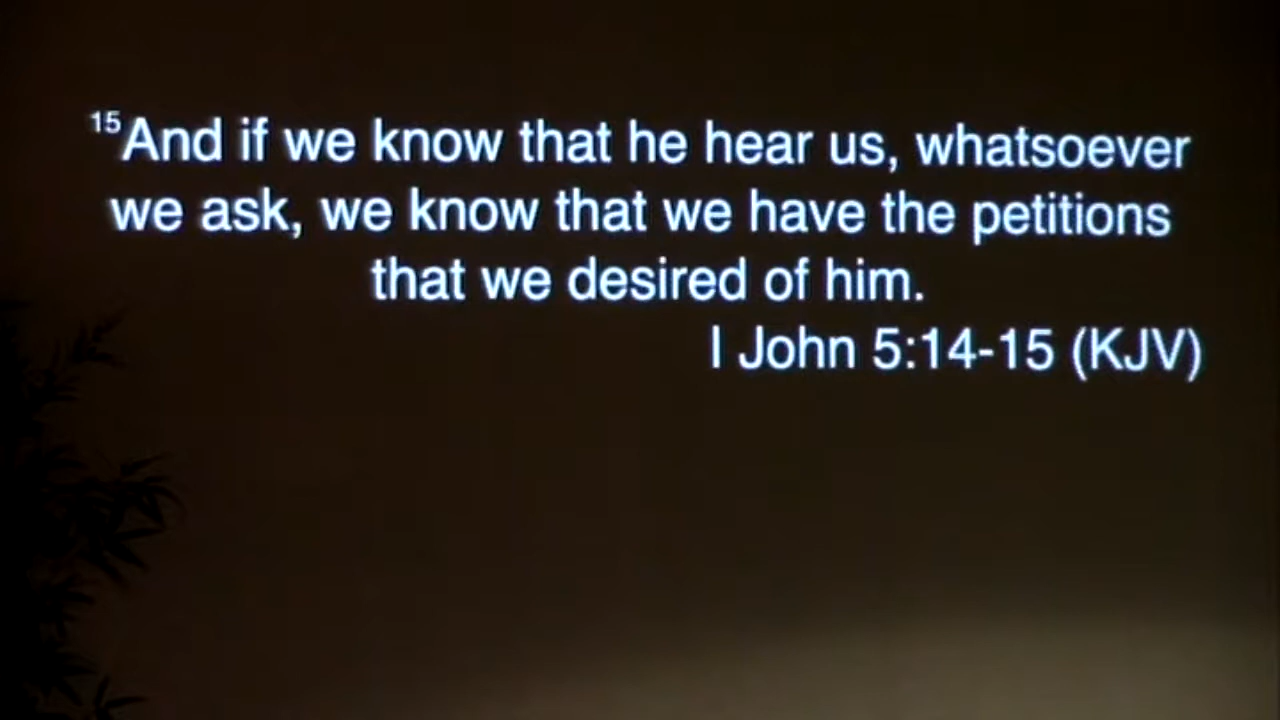 15And if we know that he hear us, whatsoever
we ask, we know that we have the petitions
that we desired of him.
I John 5:14-15 (KJV)